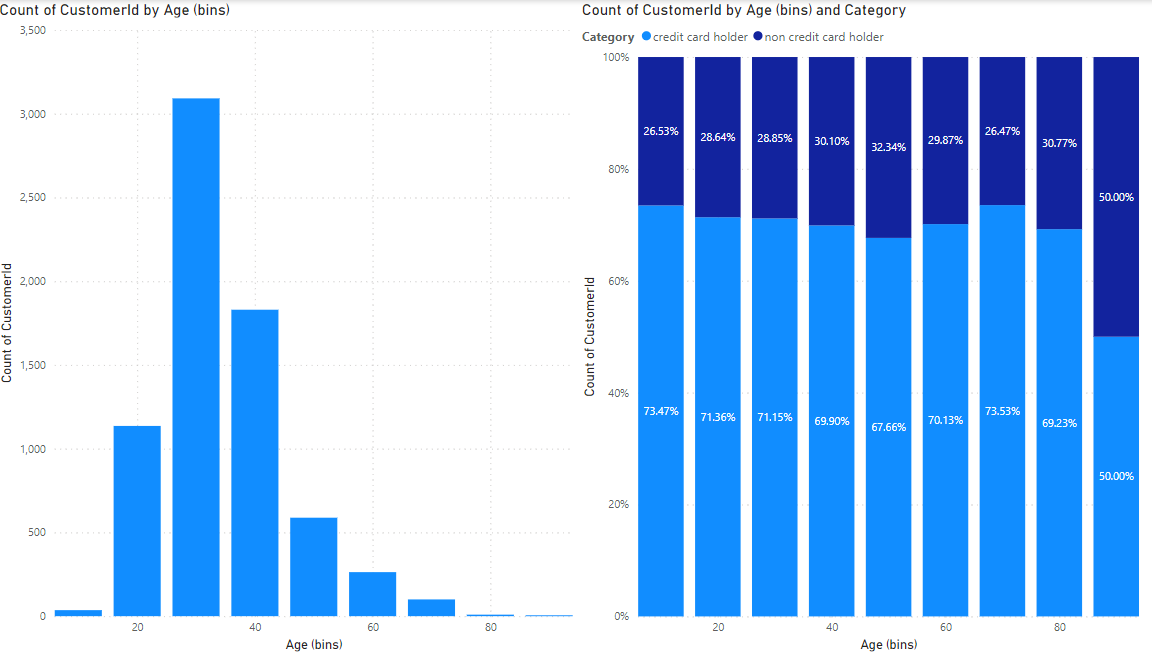 Count of CustomerId by Age (bins)
3,500
3,000
2,500
2,000
1,500
1,000
500
0
Count of CustomerId
20 40 60 80
Age (bins)
Count of CustomerId by Age (bins) and Category
Category credit card holder non credit card holder
100%
80%
60%
40%
20%
0%
Count of CustomerId
26.53% 28.64% 28.85% 30.10% 32.34% 29.87% 26.47% 30.77% 50.00%
73.47% 71.36% 71.15% 69.90% 67.66% 70.13% 73.53% 69.23% 50.00%
20 40 60 80
Age (bins)